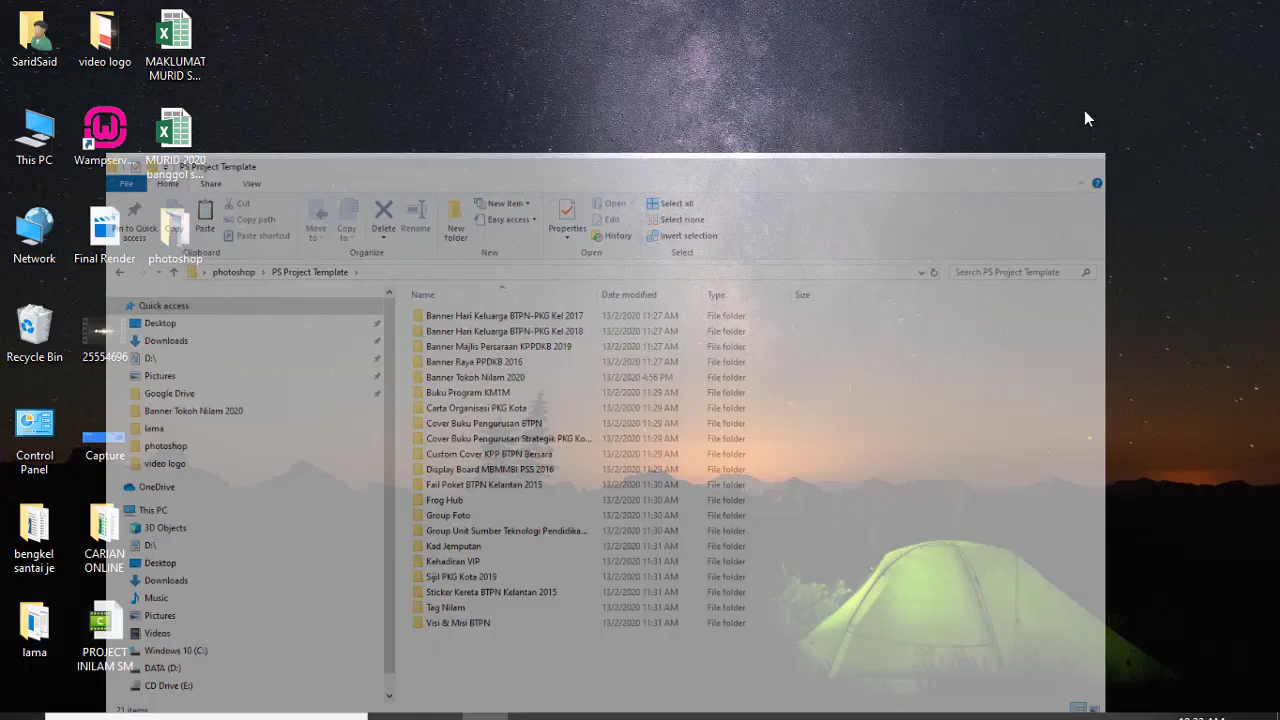 SaridSaid
video logo
MAKLUMAT
MURID S...
This PC
Wampserv...
MURID 2020
banggol s...
Network
Final Render
photoshop
Recycle Bin
25554696
Control
Panel
Capture
bengkel
santai je
CARIAN
ONLINE
lama
PROJECT
INILAM SM
PS Project Template
File
Home
Share
View
Pin to Quick
access
Copy
Paste
Cut
Copy path
Paste shortcut
Clipboard
Move
to
Copy
to
Delete
Rename
Organize
New
folder
New item
Easy access
New
Properties
Open
Edit
History
Open
Select all
Select none
Invert selection
Select
photoshop
PS Project Template
Search PS Project Template
Quick access
Desktop
Downloads
D:\
Pictures
Google Drive
Banner Tokoh Nilam 2020
lama
photoshop
video logo
OneDrive
This PC
3D Objects
D:\
Desktop
Downloads
Music
Pictures
Videos
Windows 10 (C:)
DATA (D:)
CD Drive (E:)
Name Date modified Type Size
Banner Hari Keluarga BTPN-PKG Kel 2017 13/2/2020 11:27 AM File folder
Banner Hari Keluarga BTPN-PKG Kel 2018 13/2/2020 11:27 AM File folder
Banner Majlis Persaraan KPPDKB 2019 13/2/2020 11:27 AM File folder
Banner Raya PPDKB 2016 13/2/2020 11:27 AM File folder
Banner Tokoh Nilam 2020 13/2/2020 4:56 PM File folder
Buku Program KM1M 13/2/2020 11:29 AM File folder
Carta Organisasi PKG Kota 13/2/2020 11:29 AM File folder
Cover Buku Pengurusan BTPN 13/2/2020 11:29 AM File folder
Cover Buku Pengurusan Strategik PKG Ko... 13/2/2020 11:29 AM File folder
Custom Cover KPP BTPN Bersara 13/2/2020 11:29 AM File folder
Display Board MBMMBI PSS 2016 13/2/2020 11:29 AM File folder
Fail Poket BTPN Kelantan 2015 13/2/2020 11:30 AM File folder
Frog Hub 13/2/2020 11:30 AM File folder
Group Foto 13/2/2020 11:30 AM File folder
Group Unit Sumber Teknologi Pendidika... 13/2/2020 11:30 AM File folder
Kad Jemputan 13/2/2020 11:31 AM File folder
Kehadiran VIP 13/2/2020 11:31 AM File folder
Sijil PKG Kota 2019 13/2/2020 11:31 AM File folder
Sticker Kereta BTPN Kelantan 2015 13/2/2020 11:31 AM File folder
Tag Nilam 13/2/2020 11:31 AM File folder
Visi & Misi BTPN 13/2/2020 11:31 AM File folder
21 items